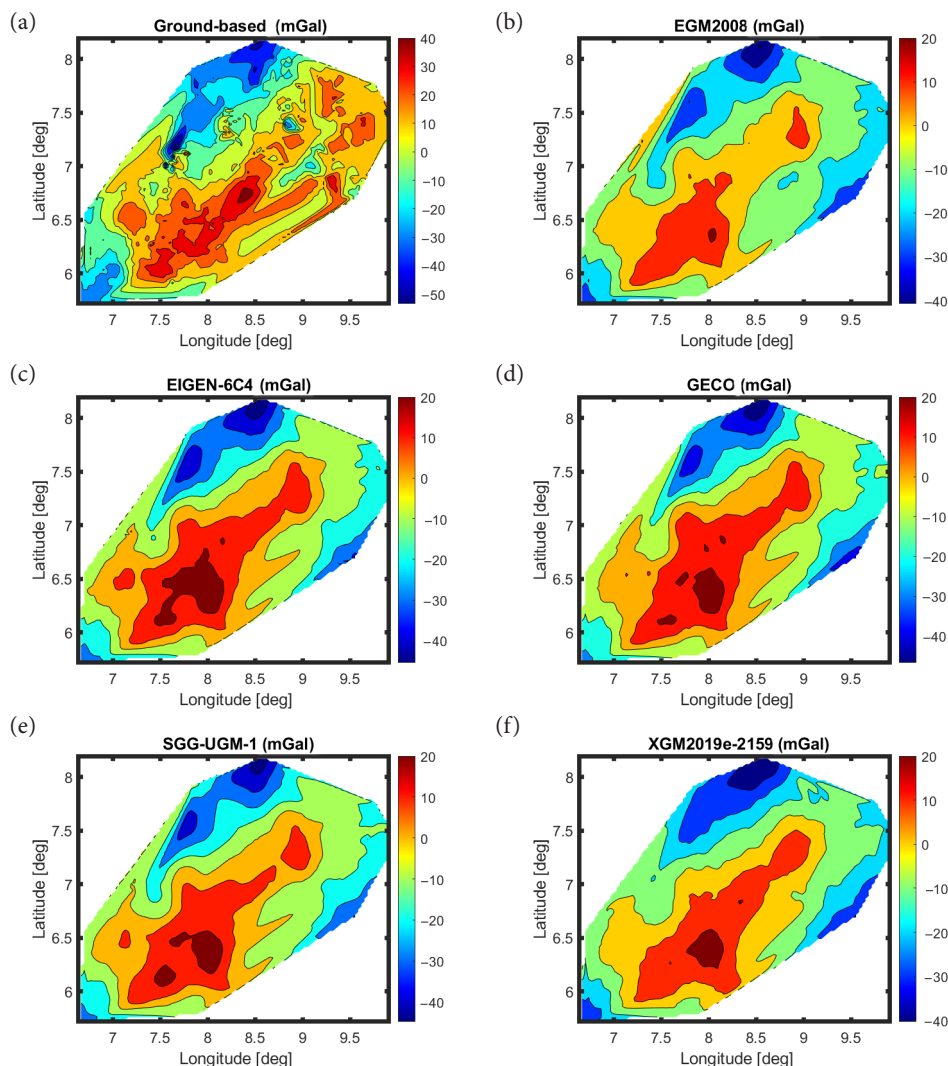 (a)
Ground-based (mGal)
8
7.5
7
6.5
6
Latitude [deg]
7 7.5 8 8.5 9 9.5
Longitude [deg]
40
30
20
10
0
−10
−20
−30
−40
−50
(b)
EGM2008 (mGal)
8
7.5
7
6.5
6
Latitude [deg]
7 7.5 8 8.5 9 9.5
Longitude [deg]
20
10
0
−10
−20
−30
−40
(c)
EIGEN-6C4 (mGal)
8
7.5
7
6.5
6
Latitude [deg]
7 7.5 8 8.5 9 9.5
Longitude [deg]
20
10
0
−10
−20
−30
−40
(d)
GECO (mGal)
8
7.5
7
6.5
6
Latitude [deg]
7 7.5 8 8.5 9 9.5
Longitude [deg]
20
10
0
−10
−20
−30
−40
(e)
SGG-UGM-1 (mGal)
8
7.5
7
6.5
6
Latitude [deg]
7 7.5 8 8.5 9 9.5
Longitude [deg]
20
10
0
−10
−20
−30
−40
(f)
XGM2019e-2159 (mGal)
8
7.5
7
6.5
6
Latitude [deg]
7 7.5 8 8.5 9 9.5
Longitude [deg]
20
10
0
−10
−20
−30
−40